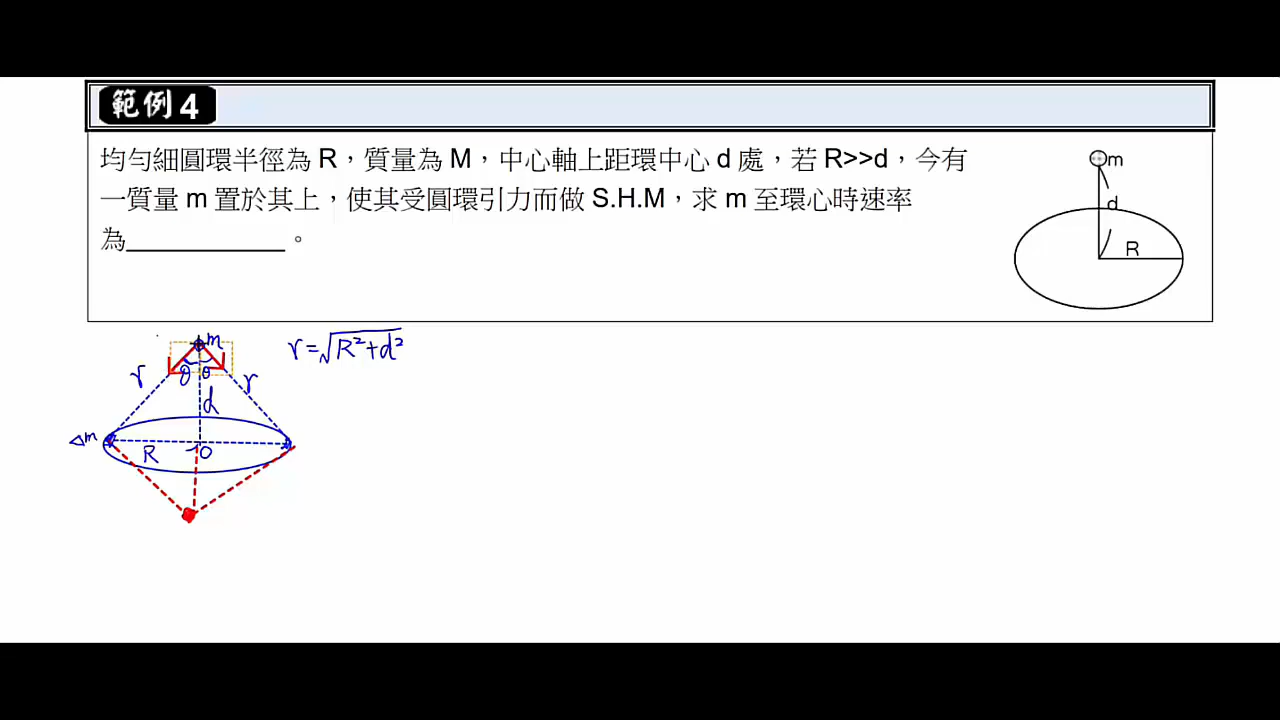 範例 4
均勻細圓環半徑為 R，質量為 M，中心軸上距環中心 d 處，若 R>>d，今有
一質量 m 置於其上，使其受圓環引力而做 S.H.M，求 m 至環心時速率
為____________。
m
d
R
m
r=√R²+d²
θ θ
r r
d
△m
R O